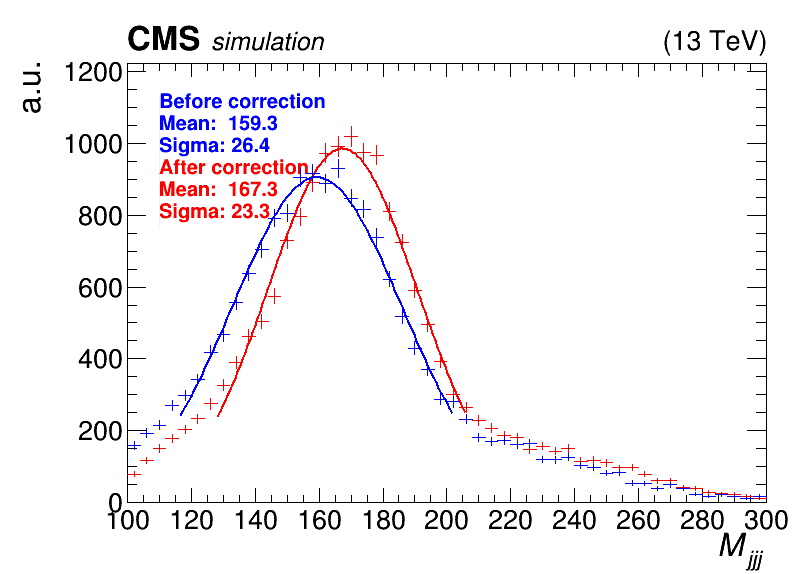 CMS simulation (13 TeV)
a.u.
1200
1000
800
600
400
200
0
Before correction
Mean: 159.3
Sigma: 26.4
After correction
Mean: 167.3
Sigma: 23.3
100 120 140 160 180 200 220 240 260 280 300
M_jjj